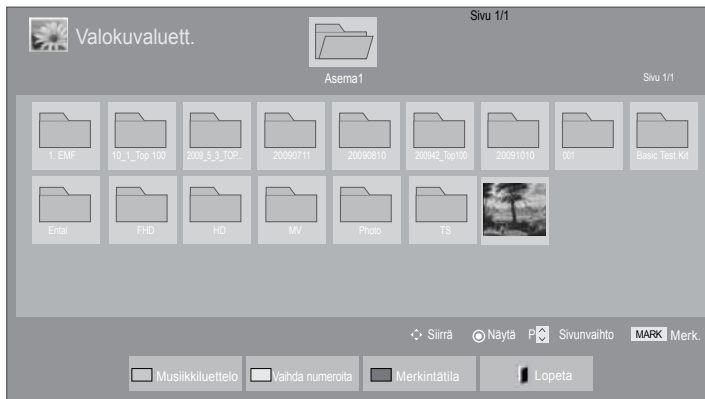 Sivu 1/1
Valokuvaluett.
Asema1
Sivu 1/1
1. EMF 10_1_Top 100 2009_5_3_TOP... 20090711 20090810 200942_Top100 20091010 001 Basic Test Kit
Ental FHD HD MV Photo TS
Siirrä Näytä P Sivunvaihto MARK Merk.
Musiikkiluettelo Vaihda numeroita Merkintätila Lopeta